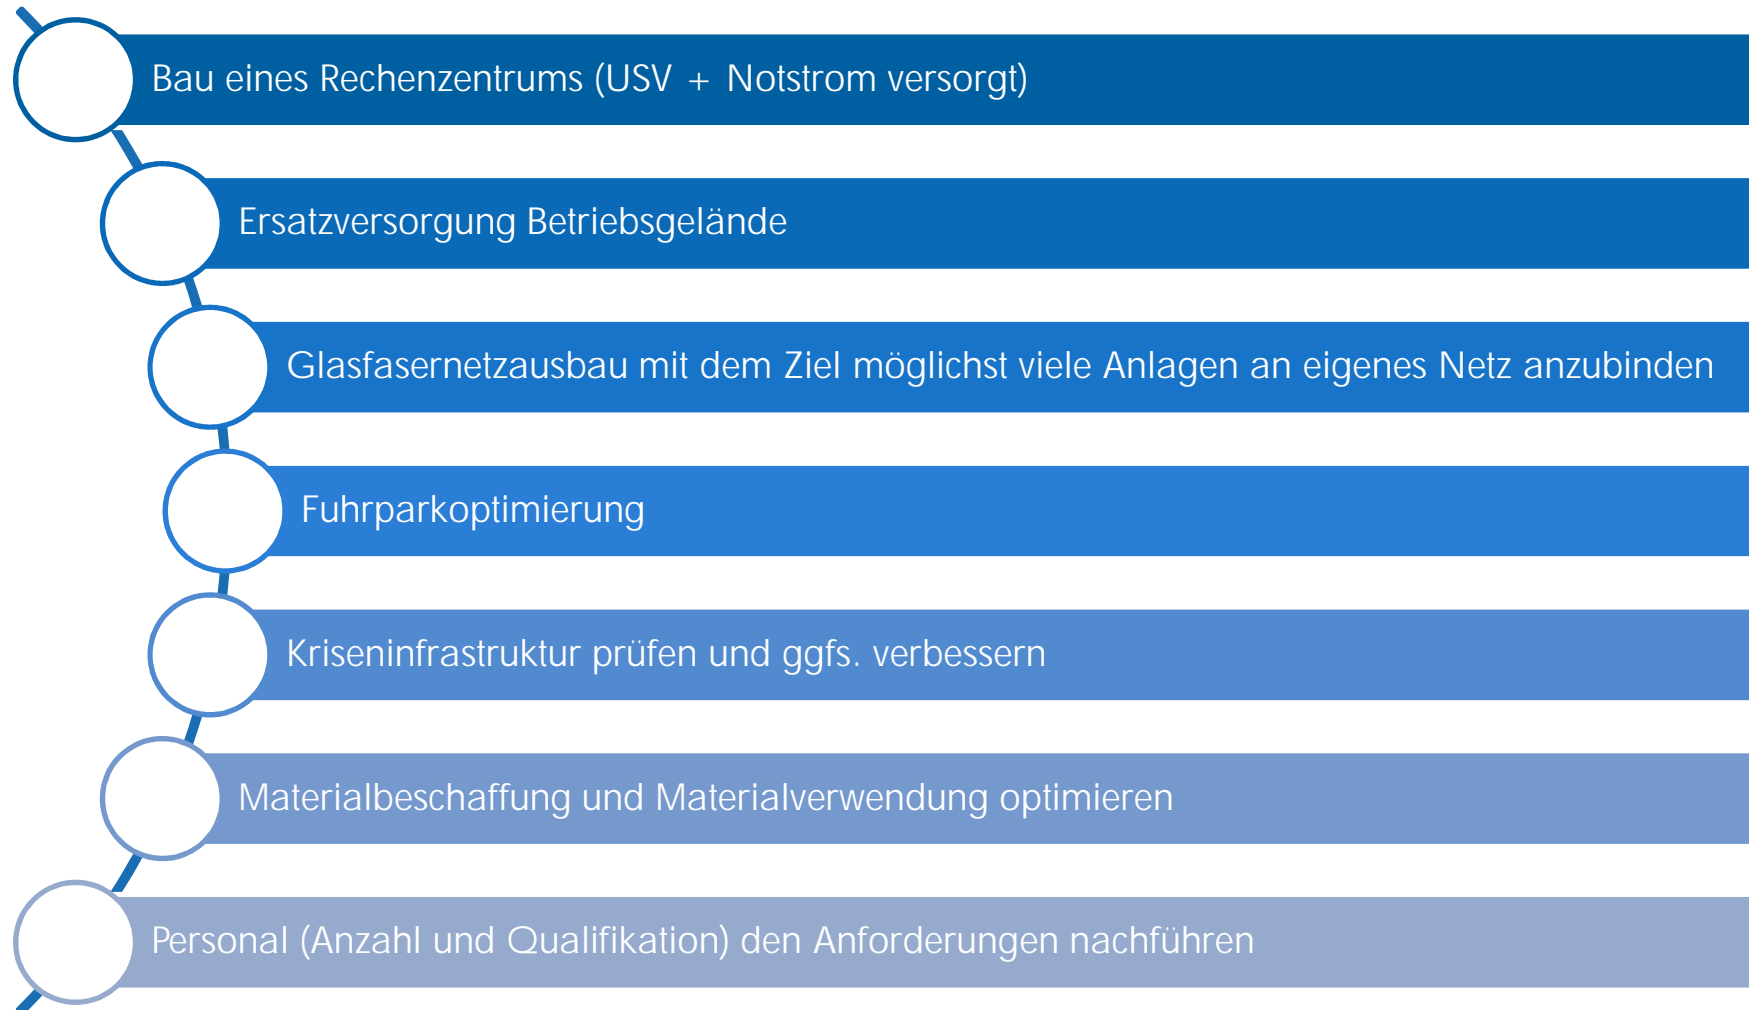 Bau eines Rechenzentrums (USV + Notstrom versorgt)
Ersatzversorgung Betriebsgelände
Glasfasernetzausbau mit dem Ziel möglichst viele Anlagen an eigenes Netz anzubinden
Fuhrparkoptimierung
Kriseninfrastruktur prüfen und ggfs. verbessern
Materialbeschaffung und Materialverwendung optimieren
Personal (Anzahl und Qualifikation) den Anforderungen nachführen